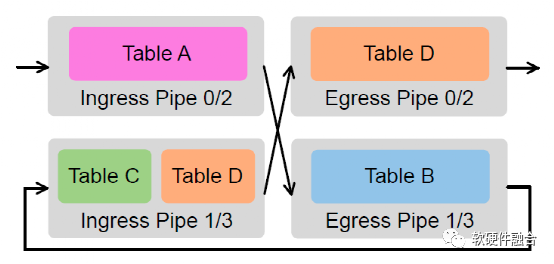 Table A
Ingress Pipe 0/2
Table D
Egress Pipe 0/2
Table C
Table D
Ingress Pipe 1/3
Table B
Egress Pipe 1/3
软硬件融合